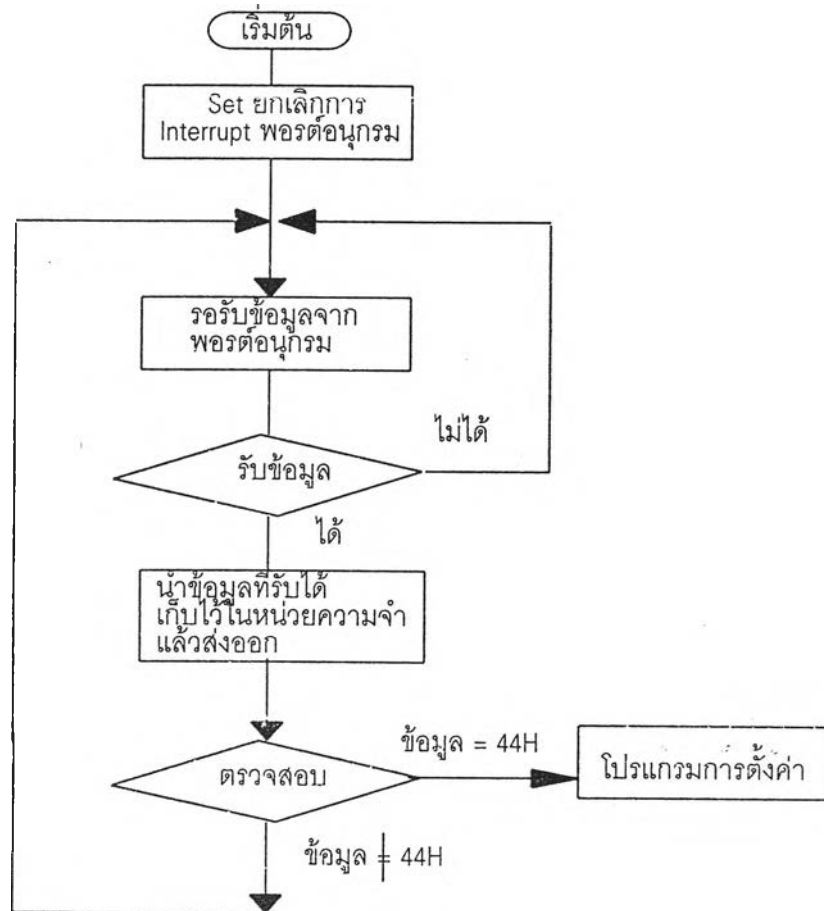 เริ่มต้น
Set ยกเลิกการ
Interrupt พอรต์อนุกรม
รอรับข้อมูลจาก
พอรต์อนุกรม
ไม่ได้
รับข้อมูล
ได้
นำข้อมูลที่รับได้
เก็บไว้ในหน่วยความจำ
แล้วส่งออก
ข้อมูล = 44H
ตรวจสอบ
โปรแกรมการตั้งค่า
ข้อมูล ≠ 44H